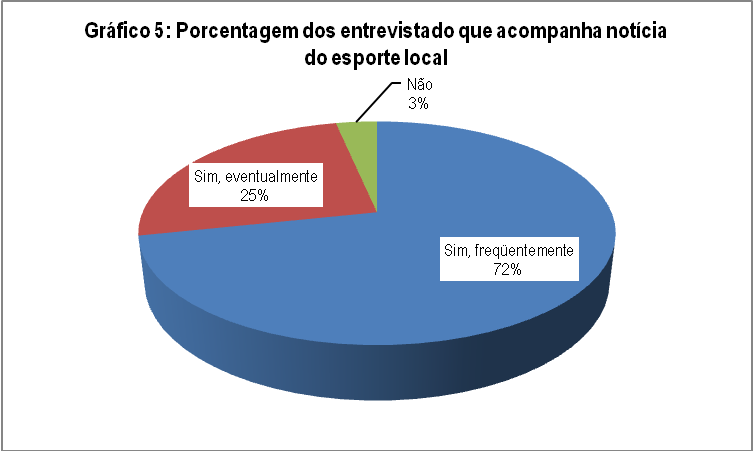 Gráfico 5: Porcentagem dos entrevistado que acompanha notícia
do esporte local
Não
3%
Sim, eventualmente
25%
Sim, freqüentemente
72%